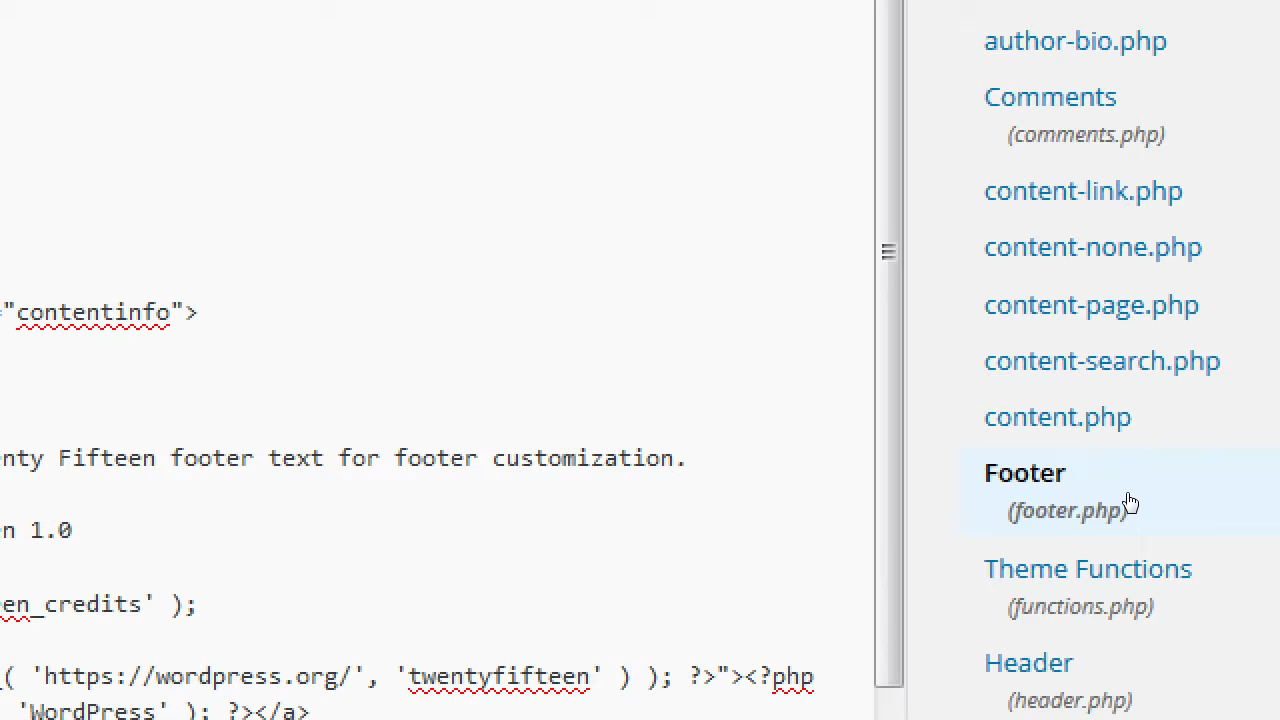 ="contentinfo">
nty Fifteen footer text for footer customization.
n 1.0
en_credits' );
_( 'https://wordpress.org/', 'twentyfifteen' ) ); ?>"><?php
'WordPress' ); ?></a>
author-bio.php
Comments
(comments.php)
content-link.php
content-none.php
content-page.php
content-search.php
content.php
Footer
(footer.php)
Theme Functions
(functions.php)
Header
(header.php)